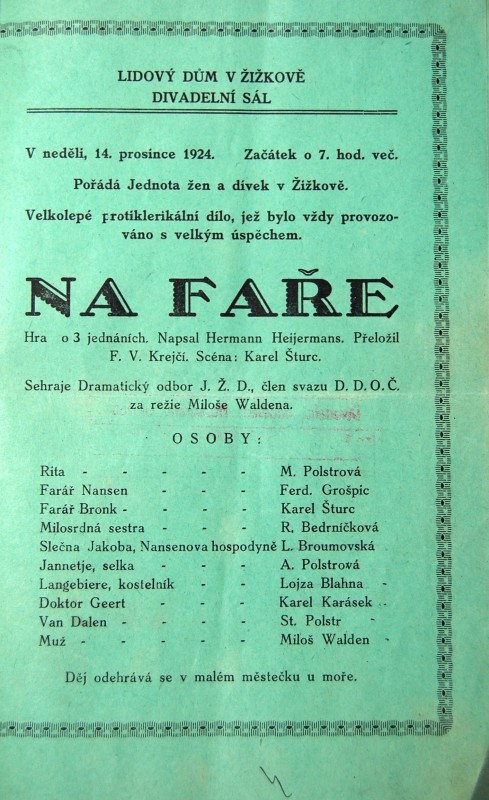 LIDOVÝ DŮM V ŽIŽKOVĚ
DIVADELNÍ SÁL
V neděli, 14. prosince 1924. Začátek o 7. hod. več.
Pořádá Jednota žen a dívek v Žižkově.
Velkolepé protiklerikální dílo, jež bylo vždy provozo-
váno s velkým úspěchem.
NA FAŘE
Hra o 3 jednáních. Napsal Hermann Heijermans. Přeložil
F. V. Krejčí. Scéna: Karel Šturc.
Sehraje Dramatický odbor J. Ž. D., člen svazu D. D. O. Č.
za režie Miloše Waldena.
OSOBY:
Rita - - - - - M. Polstrová
Farář Nansen - - - Ferd. Grošpic
Farář Bronk - - - - Karel Šturc
Milosrdná sestra - - - R. Bedrníčková
Slečna Jakoba, Nansenova hospodyně L. Broumovská
Jannetje, selka - - - A. Polstrová
Langebiere, kostelník - - Lojza Blahna
Doktor Geert - - - Karel Karásek
Van Dalen - - - - St. Polstr
Muž - - - - - Miloš Walden
Děj odehrává se v malém městečku u moře.